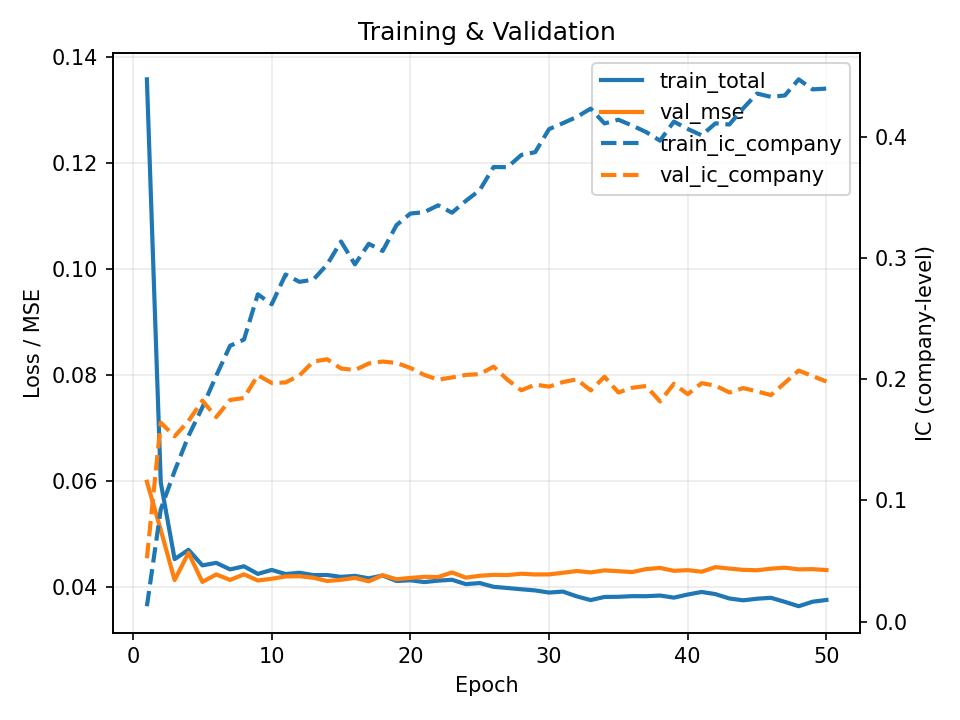 Training & Validation
0.14
0.12
0.10
0.08
0.06
0.04
Loss / MSE
train_total
val_mse
train_ic_company
val_ic_company
0.4
0.3
0.2
0.1
0.0
IC (company-level)
0
10
20
30
40
50
Epoch